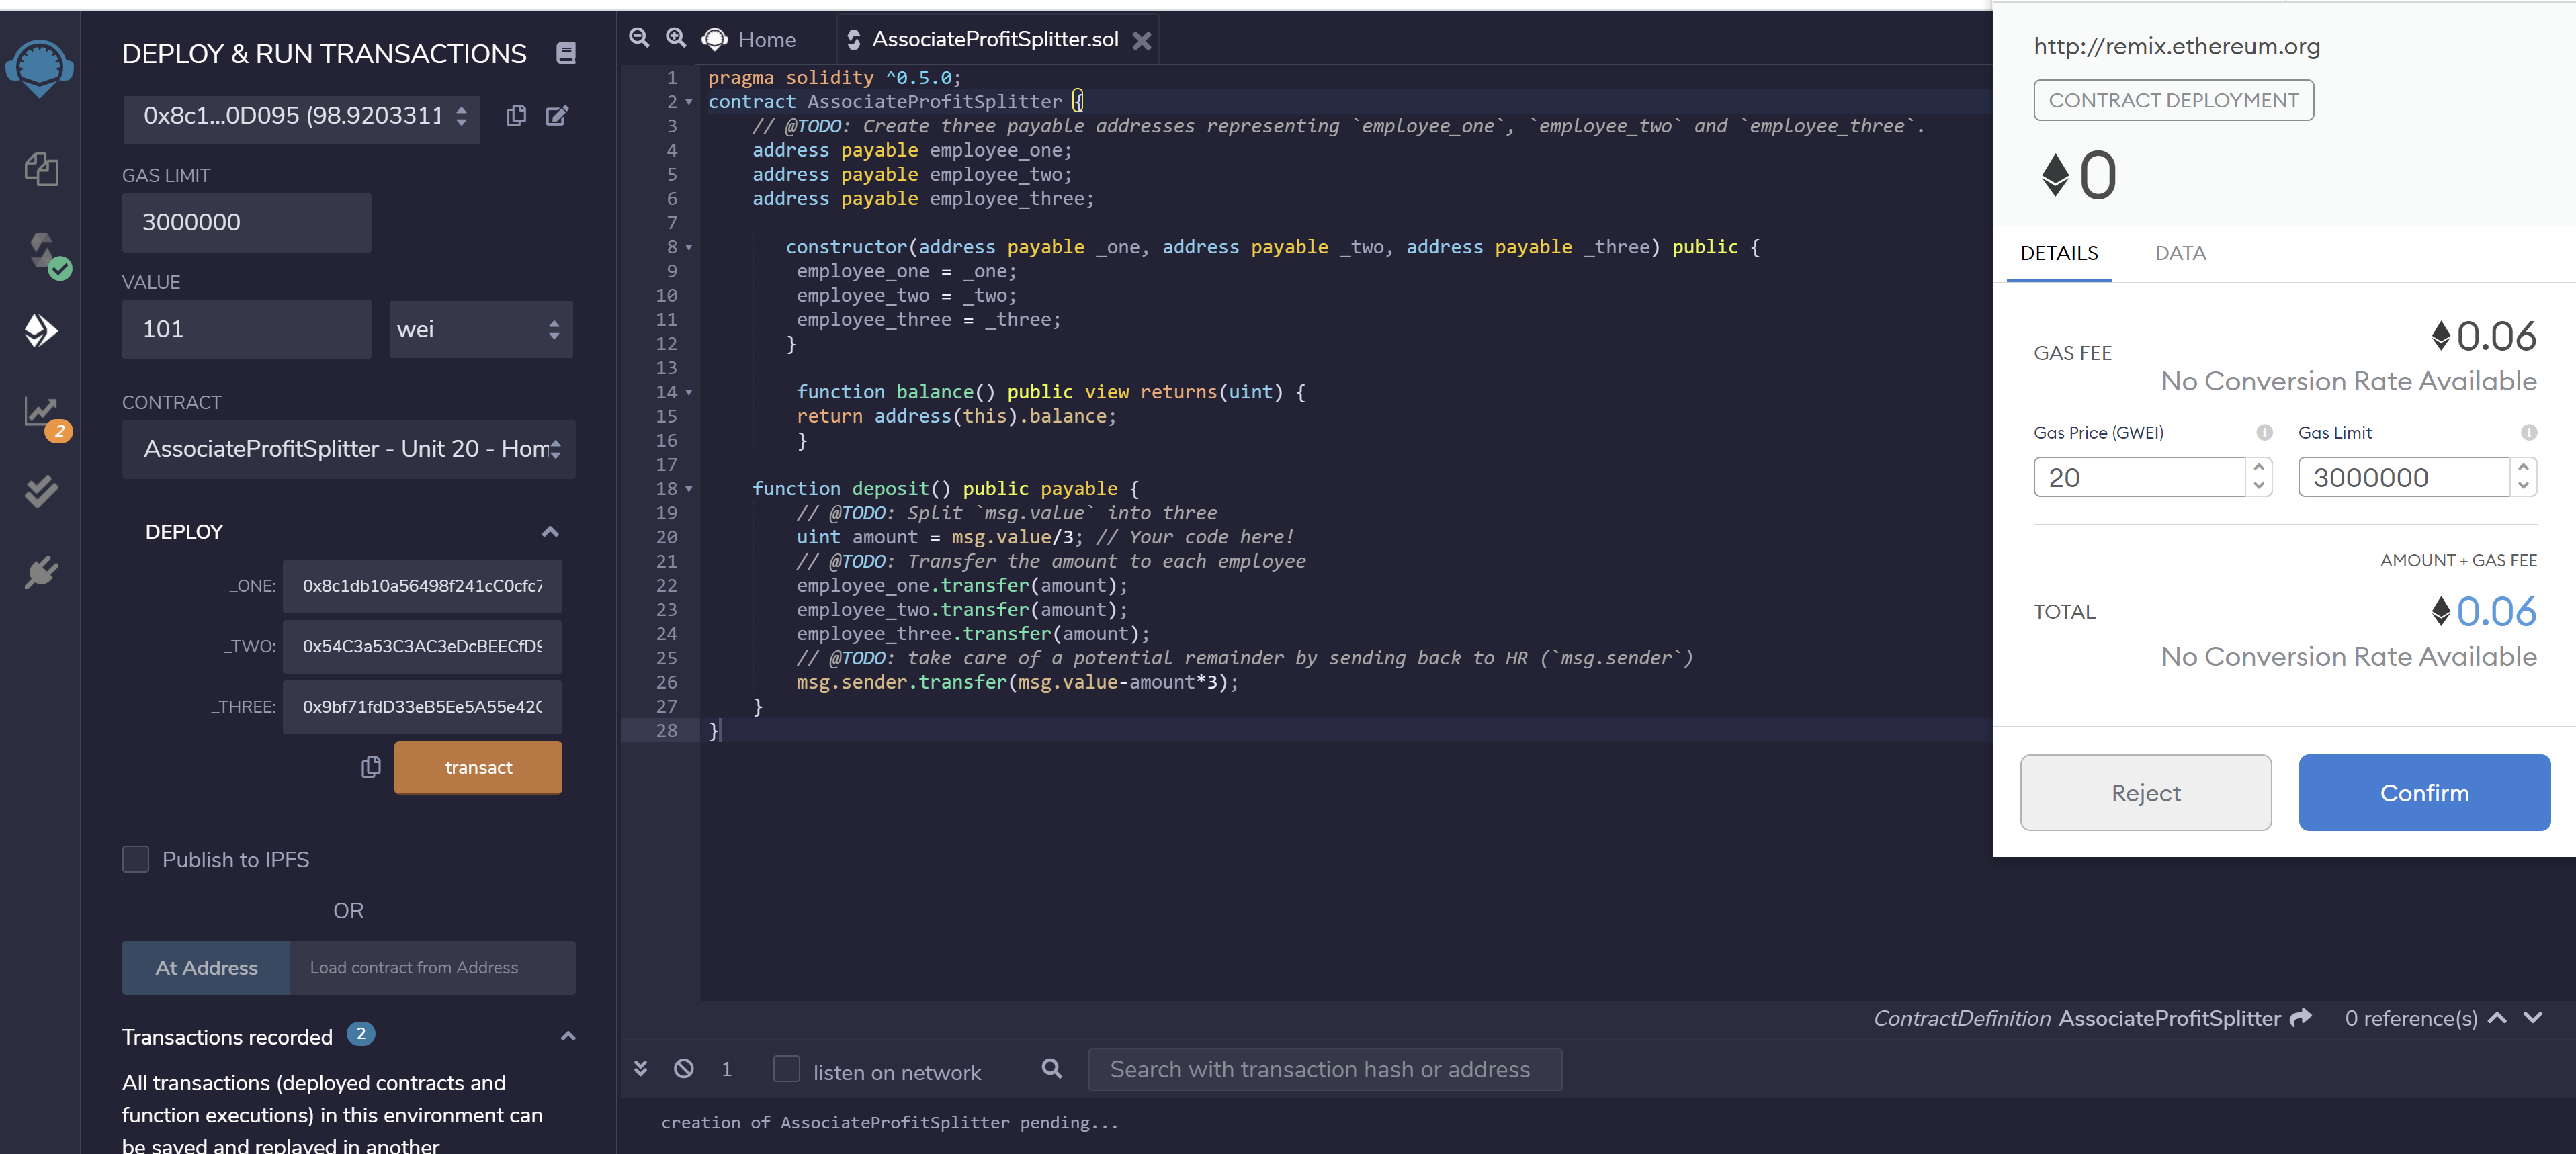 DEPLOY & RUN TRANSACTIONS
0x8c1...0D095 (98.9203311
GAS LIMIT
3000000
VALUE
101
wei
CONTRACT
AssociateProfitSplitter - Unit 20 - Hom
DEPLOY
_ONE:
0x8c1db10a56498f241cC0cfc7
_TWO:
0x54C3a53C3AC3eDcBEECfD9
_THREE:
0x9bf71fdD33eB5Ee5A55e42C
transact
Publish to IPFS
OR
At Address
Load contract from Address
Transactions recorded 2
All transactions (deployed contracts and
function executions) in this environment can
be saved and replayed in another
2
Home
AssociateProfitSplitter.sol
1 pragma solidity ^0.5.0;
2 contract AssociateProfitSplitter {
3 // @TODO: Create three payable addresses representing `employee_one`, `employee_two` and `employee_three`.
4 address payable employee_one;
5 address payable employee_two;
6 address payable employee_three;
7
8 constructor(address payable _one, address payable _two, address payable _three) public {
9 employee_one = _one;
10 employee_two = _two;
11 employee_three = _three;
12 }
13
14 function balance() public view returns(uint) {
15 return address(this).balance;
16 }
17
18 function deposit() public payable {
19 // @TODO: Split `msg.value` into three
20 uint amount = msg.value/3; // Your code here!
21 // @TODO: Transfer the amount to each employee
22 employee_one.transfer(amount);
23 employee_two.transfer(amount);
24 employee_three.transfer(amount);
25 // @TODO: take care of a potential remainder by sending back to HR (`msg.sender`)
26 msg.sender.transfer(msg.value-amount*3);
27 }
28 }
ContractDefinition AssociateProfitSplitter
0 reference(s)
1
listen on network
Search with transaction hash or address
creation of AssociateProfitSplitter pending...
http://remix.ethereum.org
CONTRACT DEPLOYMENT
0
DETAILS
DATA
GAS FEE
0.06
No Conversion Rate Available
Gas Price (GWEI)
Gas Limit
20
3000000
AMOUNT + GAS FEE
TOTAL
0.06
No Conversion Rate Available
Reject
Confirm